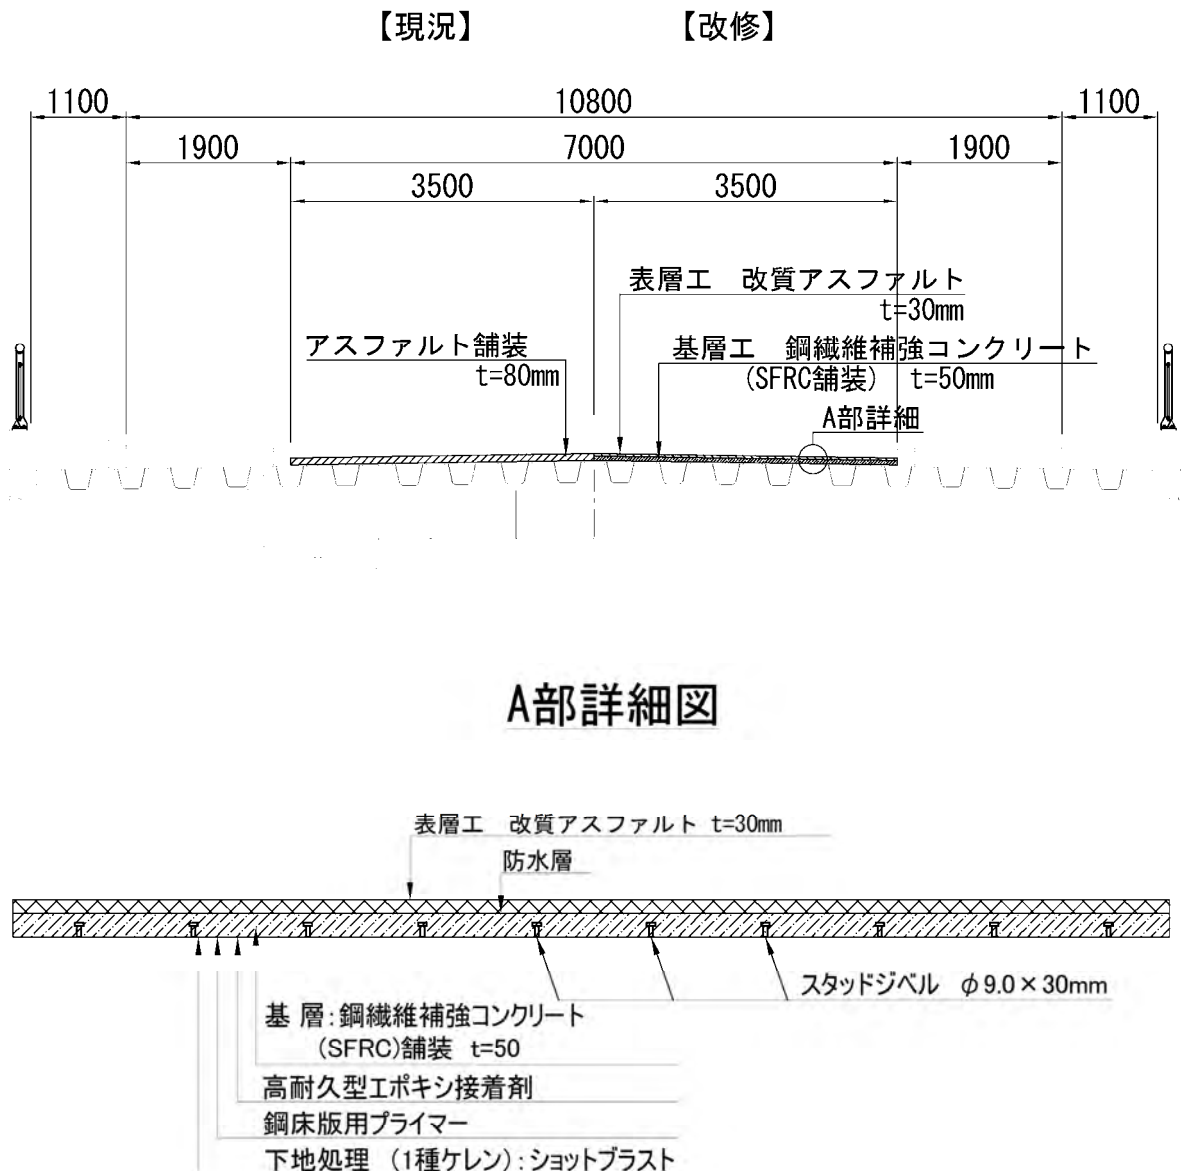 【現況】 【改修】
1100 10800 1100
1900 7000 1900
3500 3500
表層工 改質アスファルト
t=30mm
アスファルト舗装
t=80mm
基層工 鋼繊維補強コンクリート
(SFRC舗装) t=50mm
A部詳細
A部詳細図
表層工 改質アスファルト t=30mm
防水層
スタッドジベル φ9.0×30mm
基 層:鋼繊維補強コンクリート
(SFRC)舗装 t=50
高耐久型エポキシ接着剤
鋼床版用プライマー
下地処理 (1種ケレン):ショットブラスト